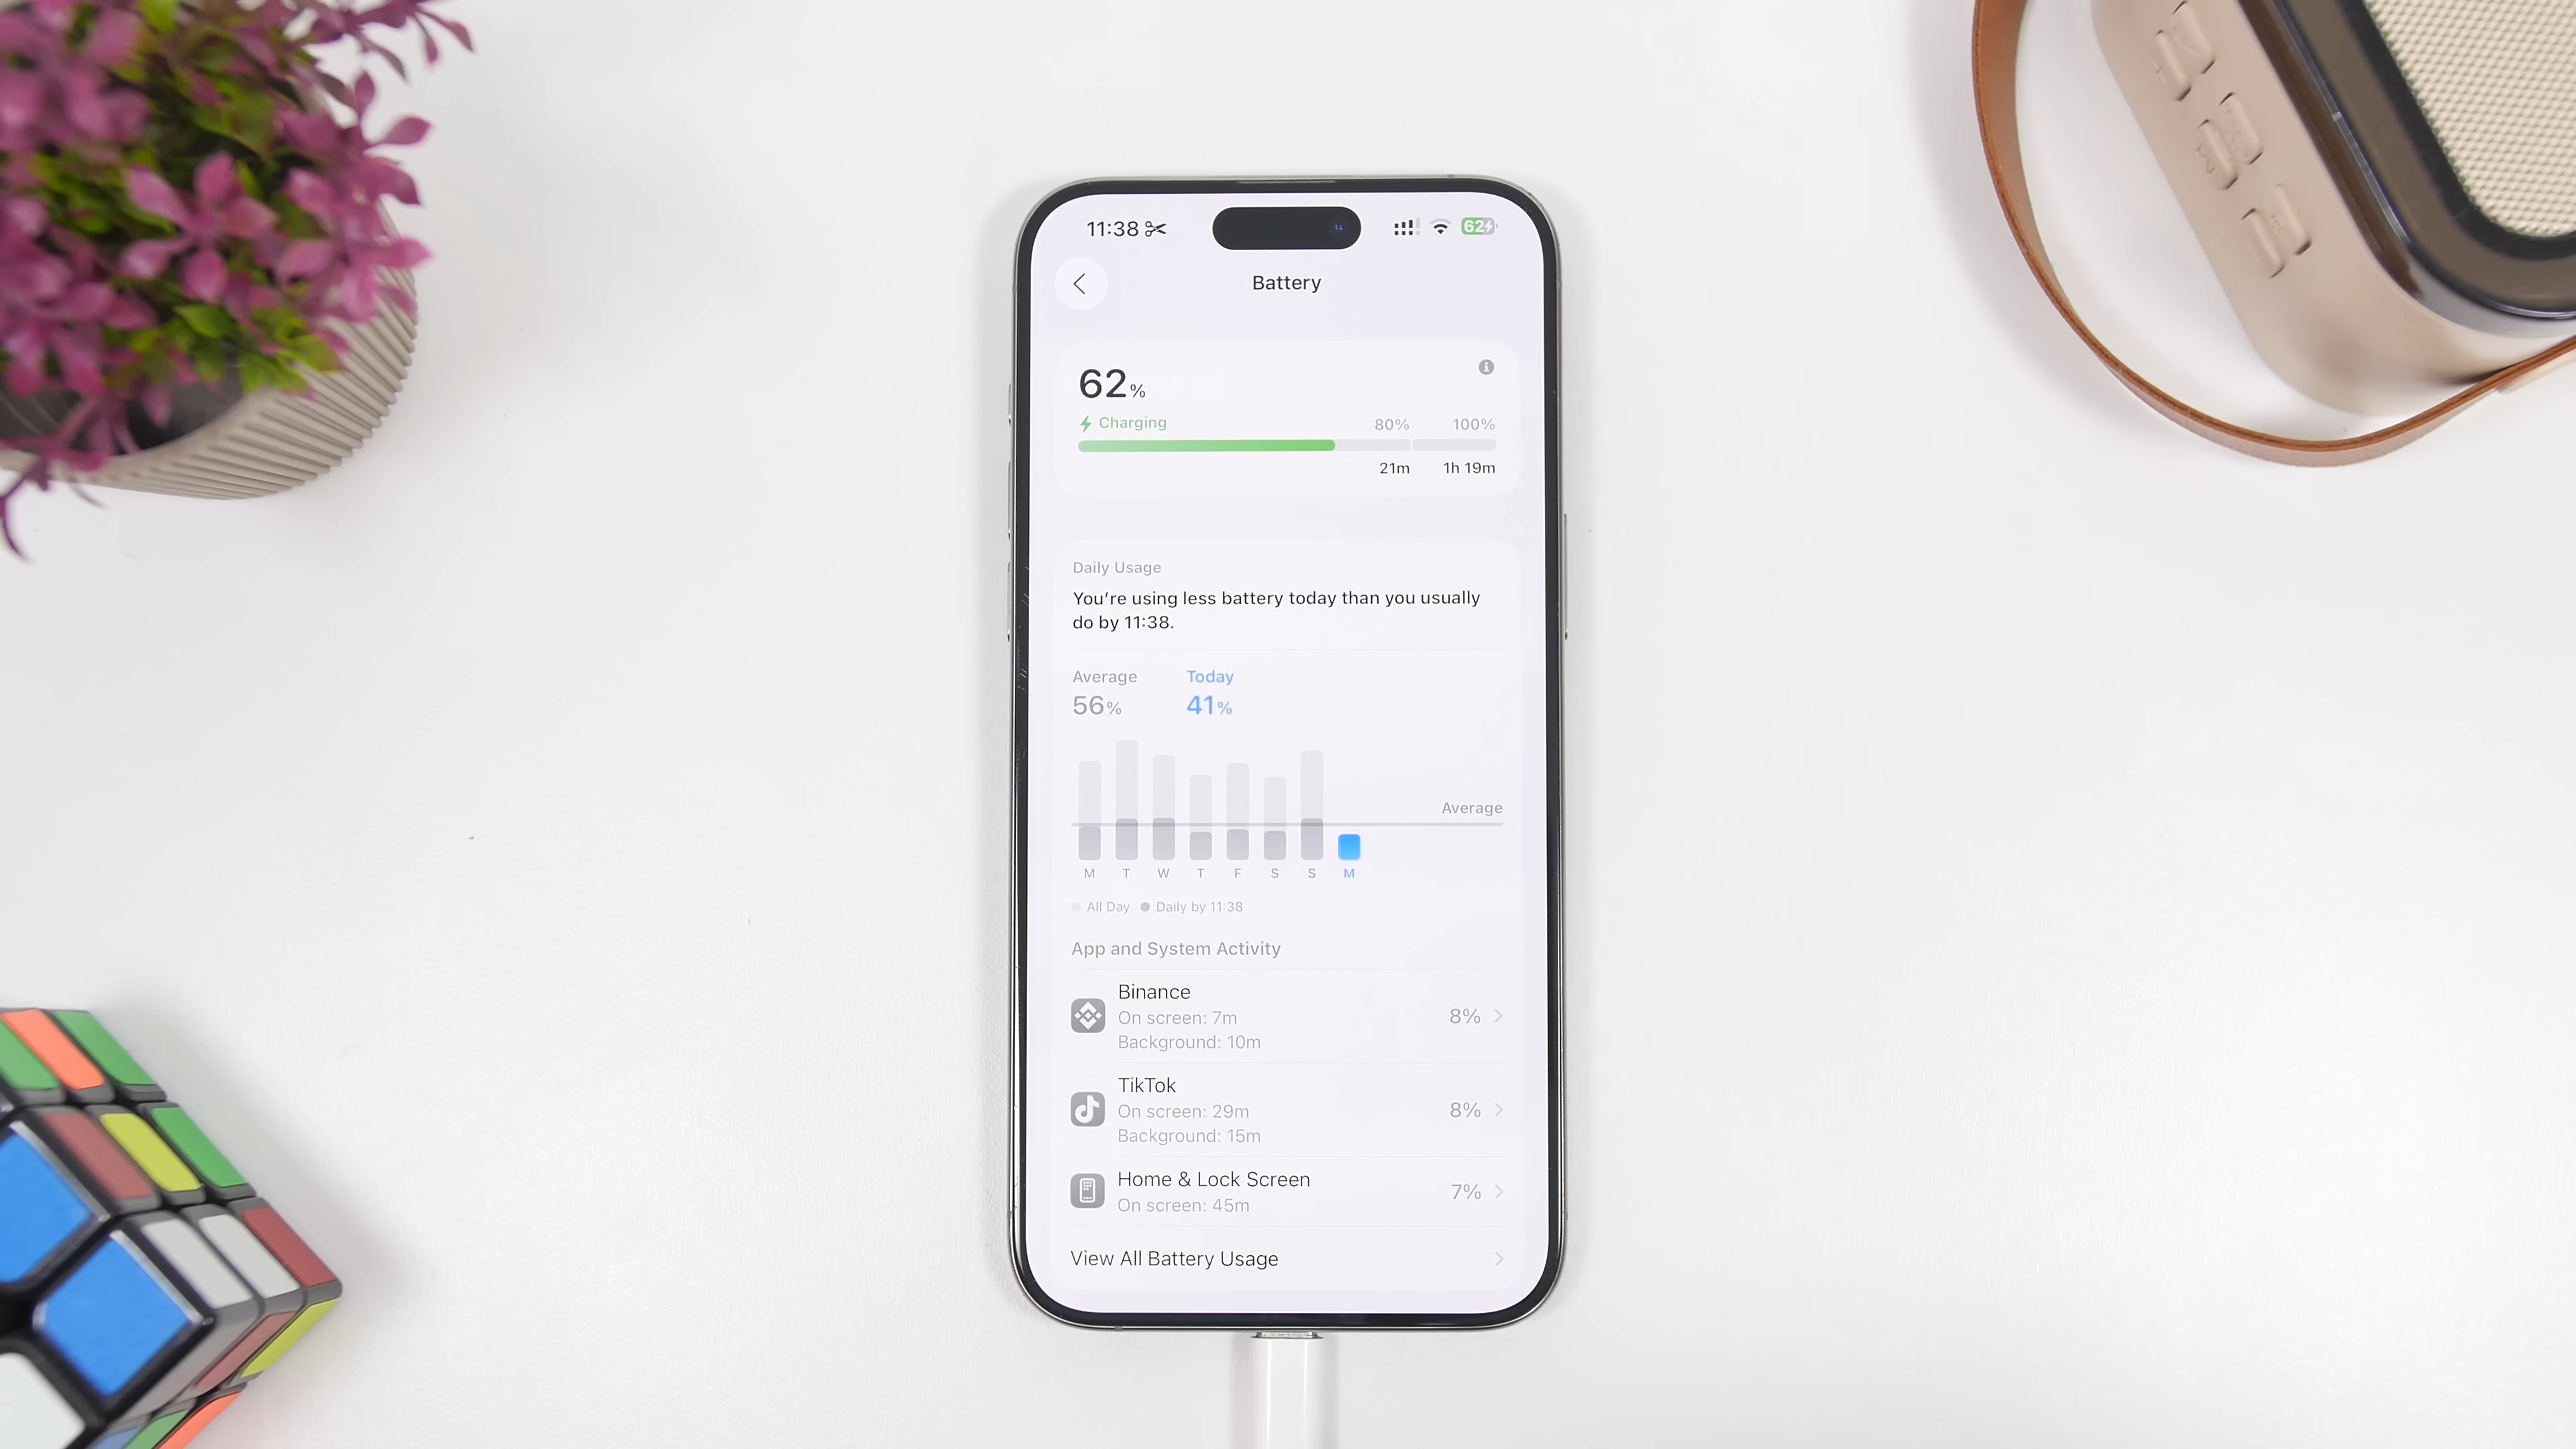 11:38 62
Battery
62%
Charging 80% 100%
21m 1h 19m
Daily Usage
You're using less battery today than you usually
do by 11:38.
Average Today
56% 41%
Average
M T W T F S S M
All Day Daily by 11:38
App and System Activity
Binance
On screen: 7m
Background: 10m
8%
TikTok
On screen: 29m
Background: 15m
8%
Home & Lock Screen
On screen: 45m
7%
View All Battery Usage